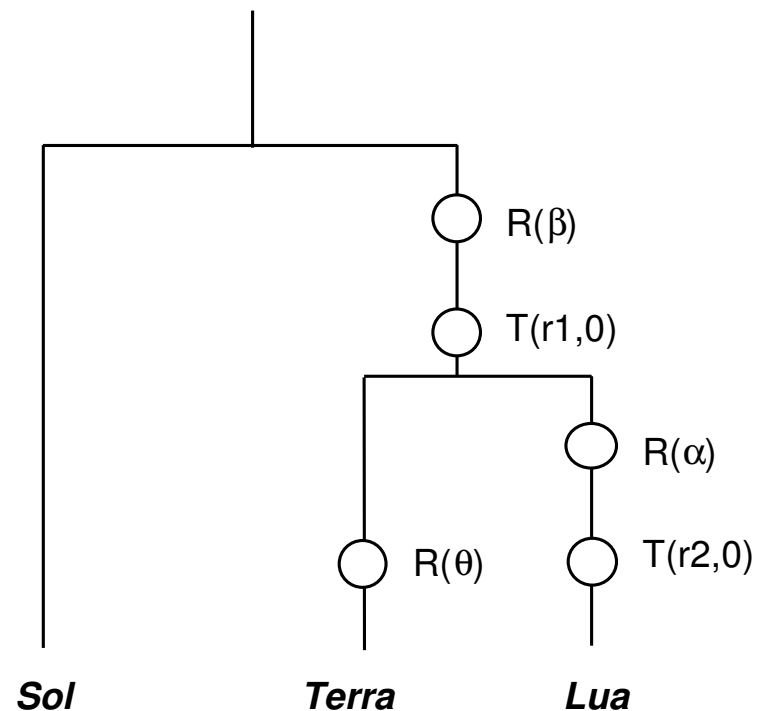 R(β)
T(r1,0)
R(α)
R(θ)
T(r2,0)
Sol
Terra
Lua